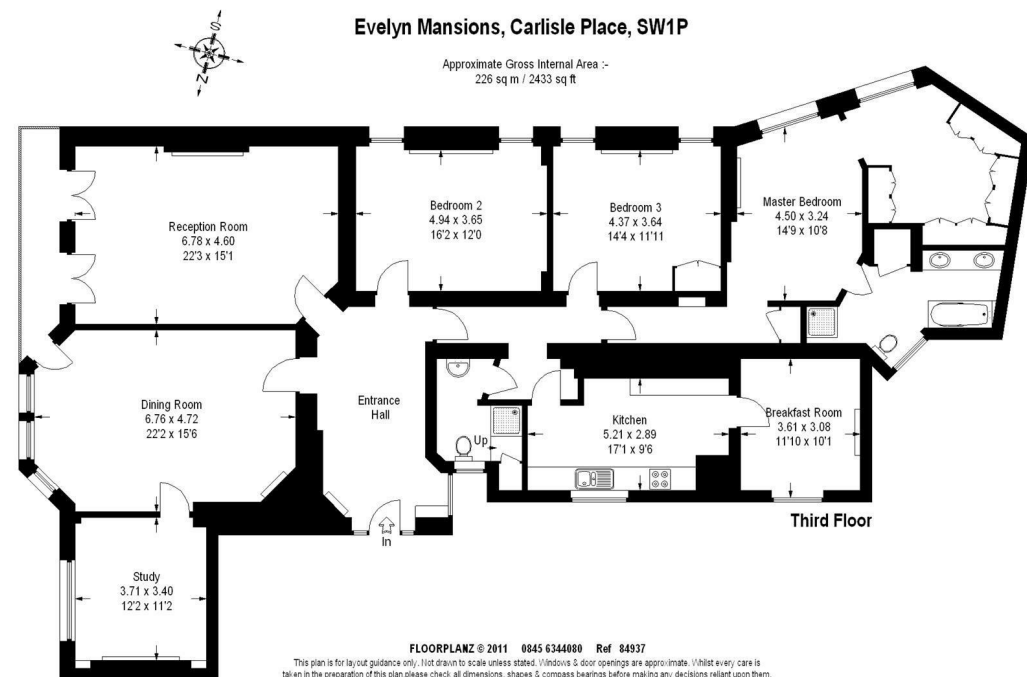 Evelyn Mansions, Carlisle Place, SW1P
Approximate Gross Internal Area :-
226 sq m / 2433 sq ft
S
N
Reception Room
6.78 x 4.60
22'3 x 15'1
Bedroom 2
4.94 x 3.65
16'2 x 12'0
Bedroom 3
4.37 x 3.64
14'4 x 11'11
Master Bedroom
4.50 x 3.24
14'9 x 10'8
Dining Room
6.76 x 4.72
22'2 x 15'6
Entrance
Hall
Up
Kitchen
5.21 x 2.89
17'1 x 9'6
Breakfast Room
3.61 x 3.08
11'10 x 10'1
Third Floor
In
Study
3.71 x 3.40
12'2 x 11'2
FLOORPLANZ © 2011 0845 6344080 Ref 84937
This plan is for layout guidance only. Not drawn to scale unless stated. Windows & door openings are approximate. Whilst every care is
taken in the preparation of this plan please check all dimensions, shapes & compass bearings before making any decisions reliant upon them.